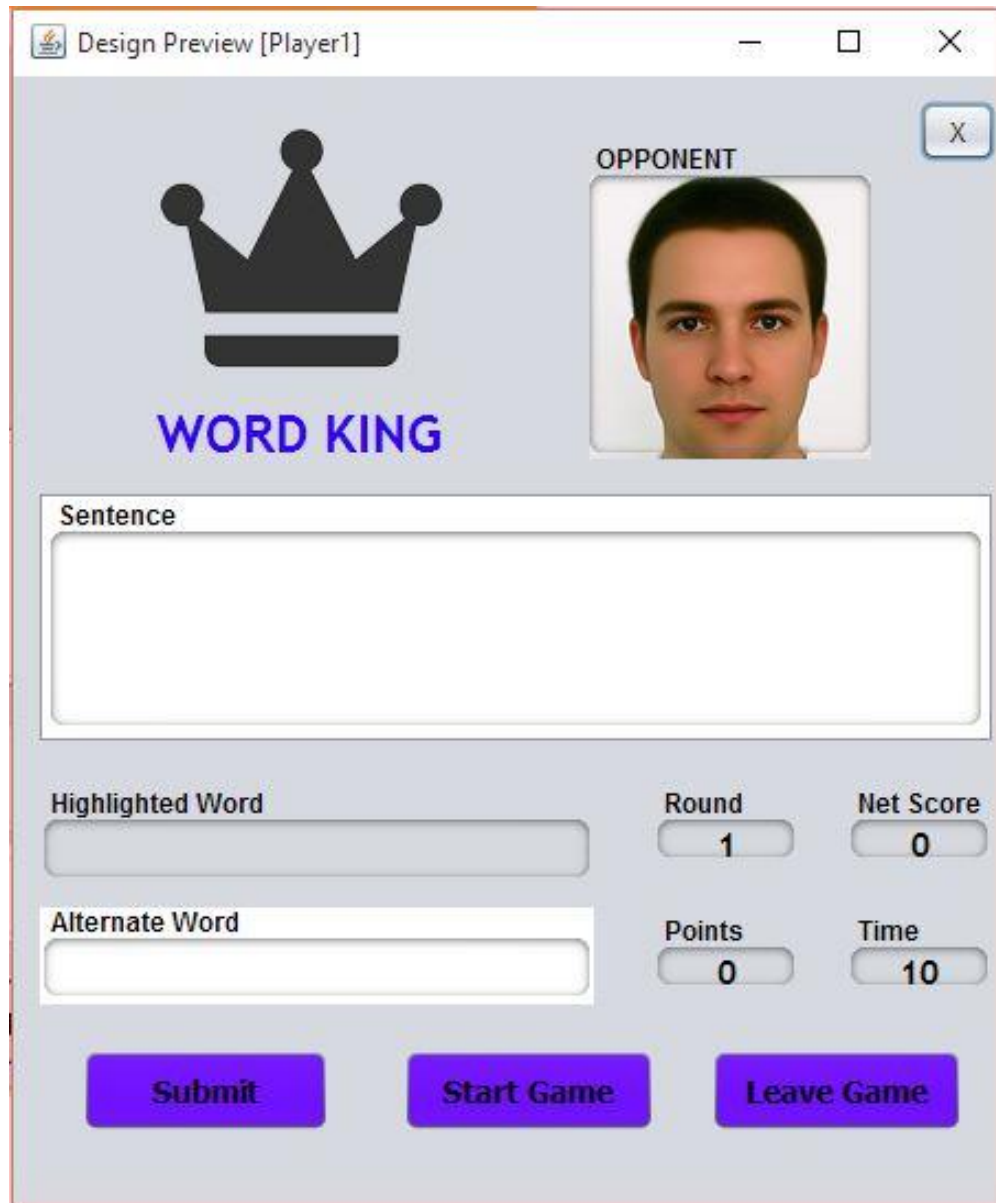 Design Preview [Player1]
X
OPPONENT
WORD KING
Sentence
Highlighted Word
Round
Net Score
1
0
Alternate Word
Points
Time
0
10
Submit
Start Game
Leave Game